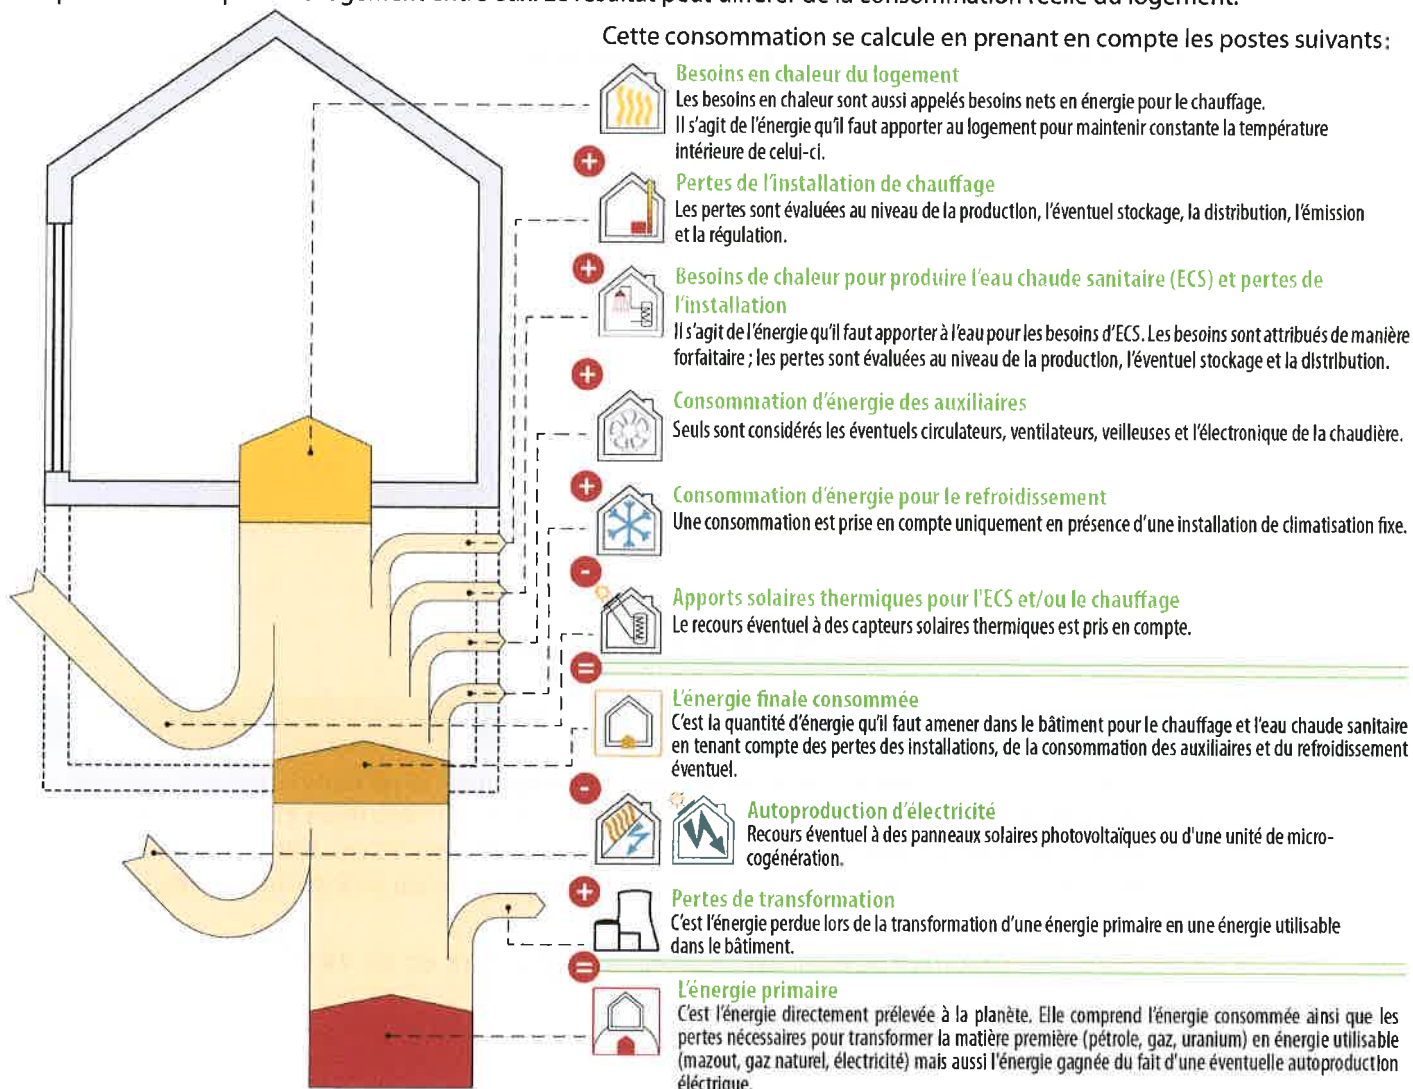 logement entre eux. Le résultat peut différer de la consommation réelle du logement.
Cette consommation se calcule en prenant en compte les postes suivants:
Besoins en chaleur du logement
Les besoins en chaleur sont aussi appelés besoins nets en énergie pour le chauffage.
Il s'agit de l'énergie qu'il faut apporter au logement pour maintenir constante la température
intérieure de celui-ci.
+
Pertes de l'installation de chauffage
Les pertes sont évaluées au niveau de la production, l'éventuel stockage, la distribution, l'émission
et la régulation.
+
Besoins de chaleur pour produire l'eau chaude sanitaire (ECS) et pertes de
l'installation
Il s'agit de l'énergie qu'il faut apporter à l'eau pour les besoins d'ECS. Les besoins sont attribués de manière
forfaitaire ; les pertes sont évaluées au niveau de la production, l'éventuel stockage et la distribution.
+
Consommation d'énergie des auxiliaires
Seuls sont considérés les éventuels circulateurs, ventilateurs, veilleuses et l'électronique de la chaudière.
+
Consommation d'énergie pour le refroidissement
Une consommation est prise en compte uniquement en présence d'une installation de climatisation fixe.
-
Apports solaires thermiques pour l'ECS et/ou le chauffage
Le recours éventuel à des capteurs solaires thermiques est pris en compte.
=
L'énergie finale consommée
C'est la quantité d'énergie qu'il faut amener dans le bâtiment pour le chauffage et l'eau chaude sanitaire
en tenant compte des pertes des installations, de la consommation des auxiliaires et du refroidissement
éventuel.
-
Autoproduction d'électricité
Recours éventuel à des panneaux solaires photovoltaïques ou d'une unité de micro-
cogénération.
+
Pertes de transformation
C'est l'énergie perdue lors de la transformation d'une énergie primaire en une énergie utilisable
dans le bâtiment.
=
L'énergie primaire
C'est l'énergie directement prélevée à la planète. Elle comprend l'énergie consommée ainsi que les
pertes nécessaires pour transformer la matière première (pétrole, gaz, uranium) en énergie utilisable
(mazout, gaz naturel, électricité) mais aussi l'énergie gagnée du fait d'une éventuelle autoproduction
éléctrique.